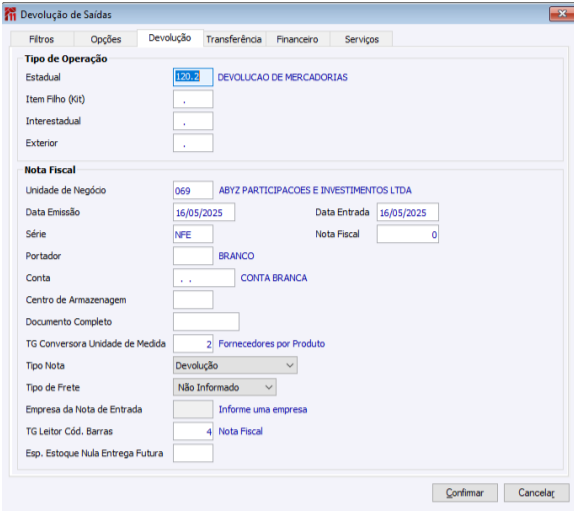 Devolução de Saídas
Filtros Opções Devolução Transferência Financeiro Serviços
Tipo de Operação
Estadual 120.2 DEVOLUCAO DE MERCADORIAS
Item Filho (Kit) .
Interestadual .
Exterior .
Nota Fiscal
Unidade de Negócio 069 ABYZ PARTICIPACOES E INVESTIMENTOS LTDA
Data Emissão 16/05/2025 Data Entrada 16/05/2025
Série NFE Nota Fiscal 0
Portador BRANCO
Conta . . CONTA BRANCA
Centro de Armazenagem
Documento Completo
TG Conversora Unidade de Medida 2 Fornecedores por Produto
Tipo Nota Devolução
Tipo de Frete Não Informado
Empresa da Nota de Entrada Informe uma empresa
TG Leitor Cód. Barras 4 Nota Fiscal
Esp. Estoque Nula Entrega Futura
Confirmar Cancelar